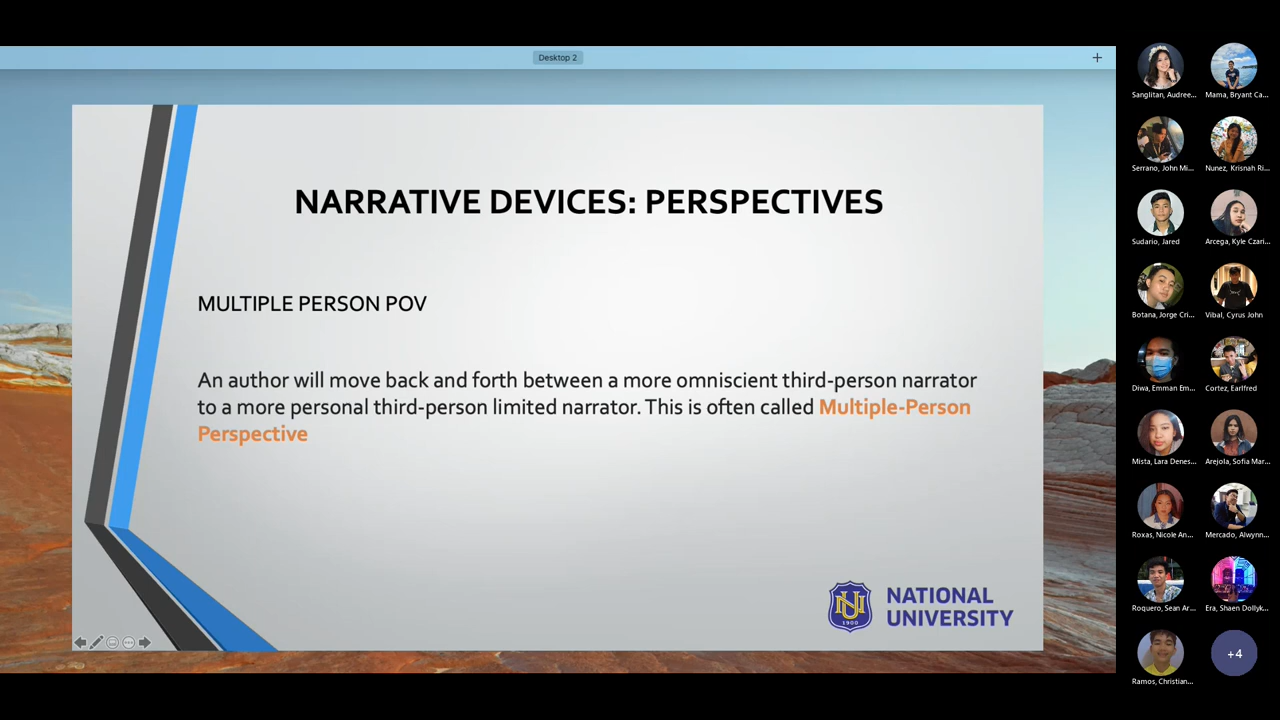 Desktop 2
NARRATIVE DEVICES: PERSPECTIVES
MULTIPLE PERSON POV
An author will move back and forth between a more omniscient third-person narrator
to a more personal third-person limited narrator. This is often called Multiple-Person
Perspective
NU
1900
NATIONAL
UNIVERSITY
Sanglitan, Audree...
Mama, Bryant Ca...
Serrano, John Mi...
Nunez, Krisnah Ri...
Sudario, Jared
Arcega, Kyle Czari...
Botana, Jorge Cri...
Vibal, Cyrus John
Diwa, Emman Em...
Cortez, Earlfred
Mista, Lara Denes...
Arejola, Sofia Mar...
Roxas, Nicole An...
Mercado, Alwynn...
Roquero, Sean Ar...
Era, Shaen Dollyk...
Ramos, Christian...
+4